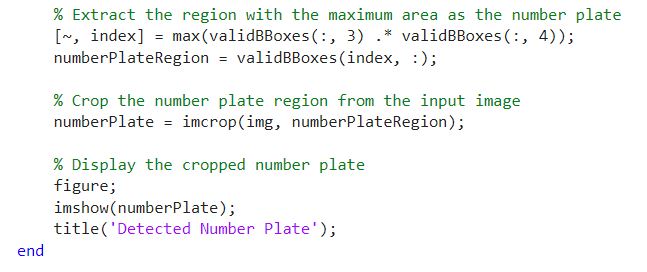 % Extract the region with the maximum area as the number plate
[~, index] = max(validBBoxes(:, 3) .* validBBoxes(:, 4));
numberPlateRegion = validBBoxes(index, :);
% Crop the number plate region from the input image
numberPlate = imcrop(img, numberPlateRegion);
% Display the cropped number plate
figure;
imshow(numberPlate);
title('Detected Number Plate');
end